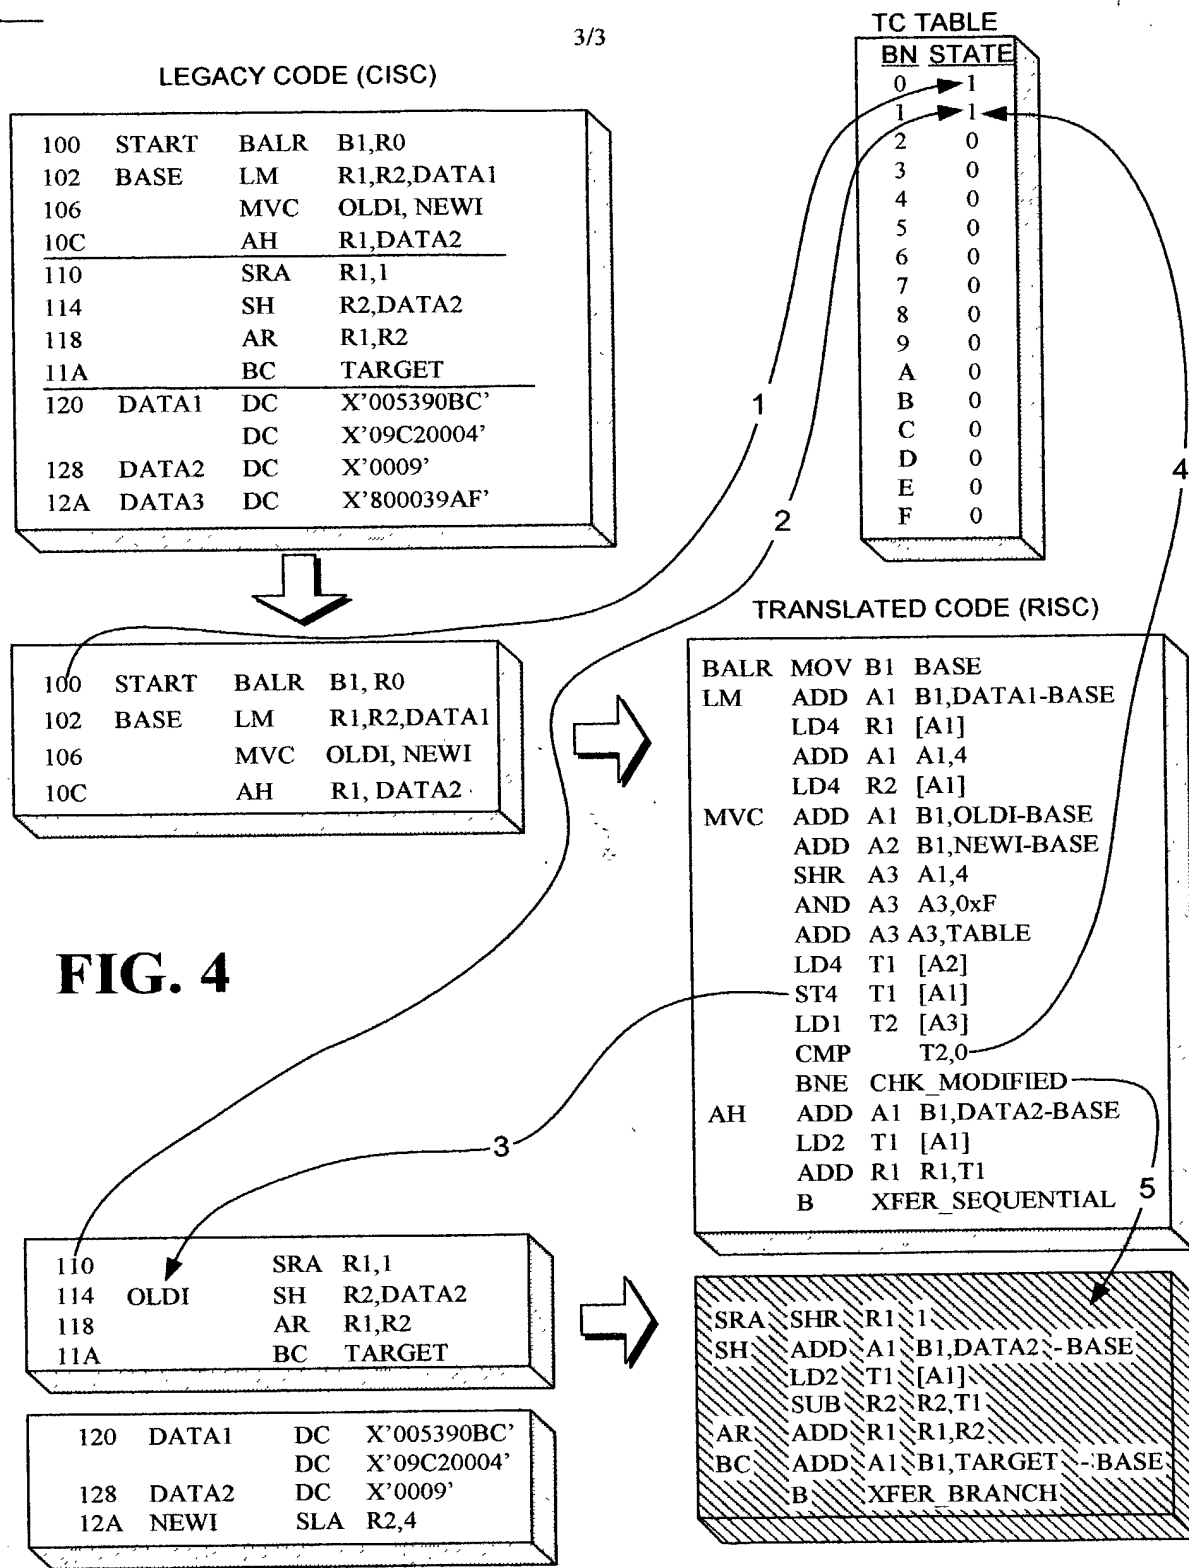 3/3
LEGACY CODE (CISC)
100 START BALR B1,R0
102 BASE LM R1,R2,DATA1
106 MVC OLDI, NEWI
10C AH R1,DATA2
110 SRA R1,1
114 SH R2,DATA2
118 AR R1,R2
11A BC TARGET
120 DATA1 DC X'005390BC'
DC X'09C20004'
128 DATA2 DC X'0009'
12A DATA3 DC X'800039AF'
TC TABLE
BN STATE
0 1
1 1
2 0
3 0
4 0
5 0
6 0
7 0
8 0
9 0
A 0
B 0
C 0
D 0
E 0
F 0
1
2
4
100 START BALR B1, R0
102 BASE LM R1,R2,DATA1
106 MVC OLDI, NEWI
10C AH R1, DATA2
TRANSLATED CODE (RISC)
BALR MOV B1 BASE
LM ADD A1 B1,DATA1-BASE
LD4 R1 [A1]
ADD A1 A1,4
LD4 R2 [A1]
MVC ADD A1 B1,OLDI-BASE
ADD A2 B1,NEWI-BASE
SHR A3 A1,4
AND A3 A3,0xF
ADD A3 A3,TABLE
LD4 T1 [A2]
ST4 T1 [A1]
LD1 T2 [A3]
CMP T2,0
BNE CHK_MODIFIED
AH ADD A1 B1,DATA2-BASE
LD2 T1 [A1]
ADD R1 R1,T1
B XFER_SEQUENTIAL
FIG. 4
3
5
110 SRA R1,1
114 OLDI SH R2,DATA2
118 AR R1,R2
11A BC TARGET
SRA SHR R1 1
SH ADD A1 B1,DATA2 -BASE
LD2 T1 [A1]
SUB R2 R2,T1
AR ADD R1 R1,R2
BC ADD A1 B1,TARGET -BASE
B XFER_BRANCH
120 DATA1 DC X'005390BC'
DC X'09C20004'
128 DATA2 DC X'0009'
12A NEWI SLA R2,4